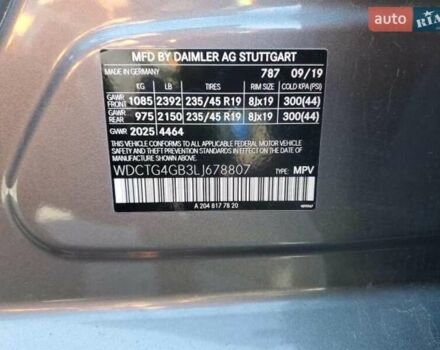 auto RIA
MFD BY DAIMLER AG STUTTGART
MADE IN GERMANY 787 09/19
KG LB TIRES RIM SIZE COLD KPA (PSI)
GAWR FRONT 1085 2392 235/45 R19 8Jx19 300(44)
GAWR REAR 975 2150 235/45 R19 8Jx19 300(44)
GVWR 2025 4464
THIS VEHICLE CONFORMS TO ALL
APPLICABLE FEDERAL MOTOR VEHICLE
SAFETY AND THEFT PREVENTION
STANDARDS IN EFFECT ON THE DATE OF
MANUFACTURE SHOWN ABOVE.
WDCTG4GB3LJ678807 TYPE: MPV
A 204 817 78 20